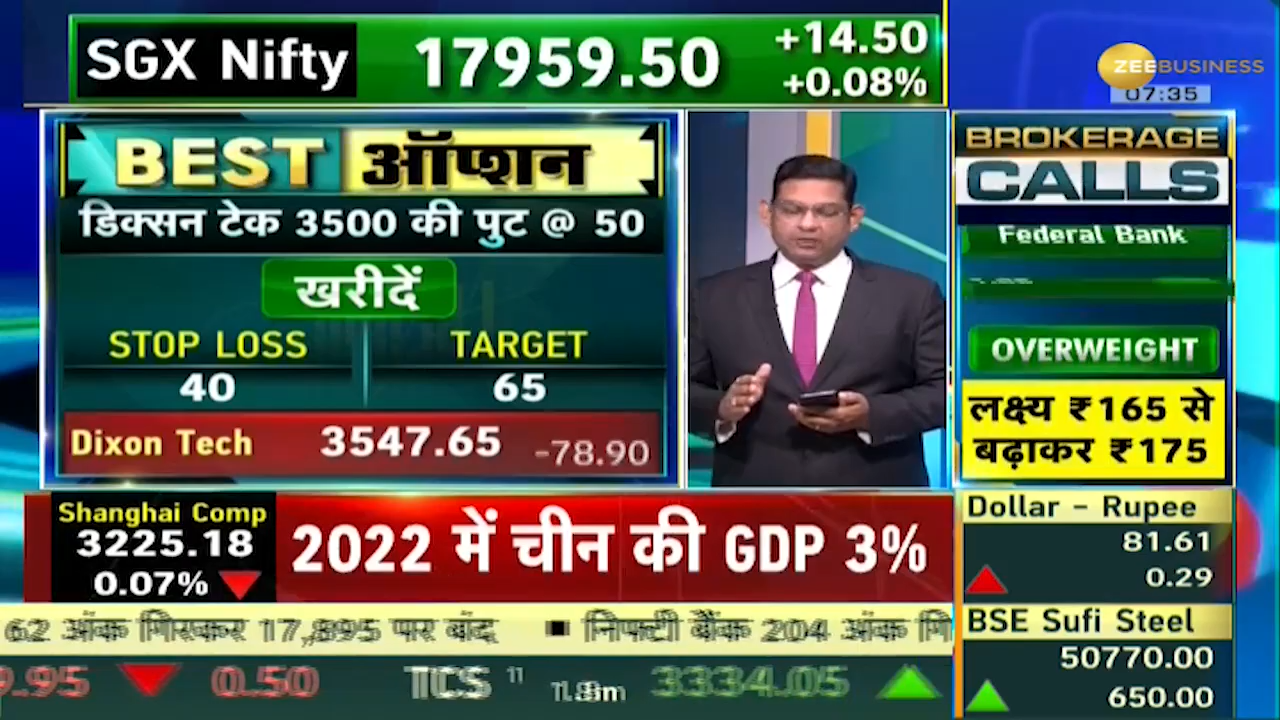 SGX Nifty
17959.50
+14.50
+0.08%
ZEEBUSINESS
07:35
BEST ऑप्शन
डिक्सन टेक 3500 की पुट @ 50
खरीदें
STOP LOSS
TARGET
40
65
Dixon Tech 3547.65 -78.90
BROKERAGE
CALLS
Federal Bank
OVERWEIGHT
लक्ष्य ₹165 से
बढ़ाकर ₹175
Shanghai Comp
3225.18
0.07%
2022 में चीन की GDP 3%
Dollar - Rupee
81.61
0.29
BSE Sufi Steel
50770.00
650.00
62 अंक गिरकर 17,895 पर बंद ■ निफ्टी बैंक 204 अंक गि
9.95 0.50 TCS 3334.05